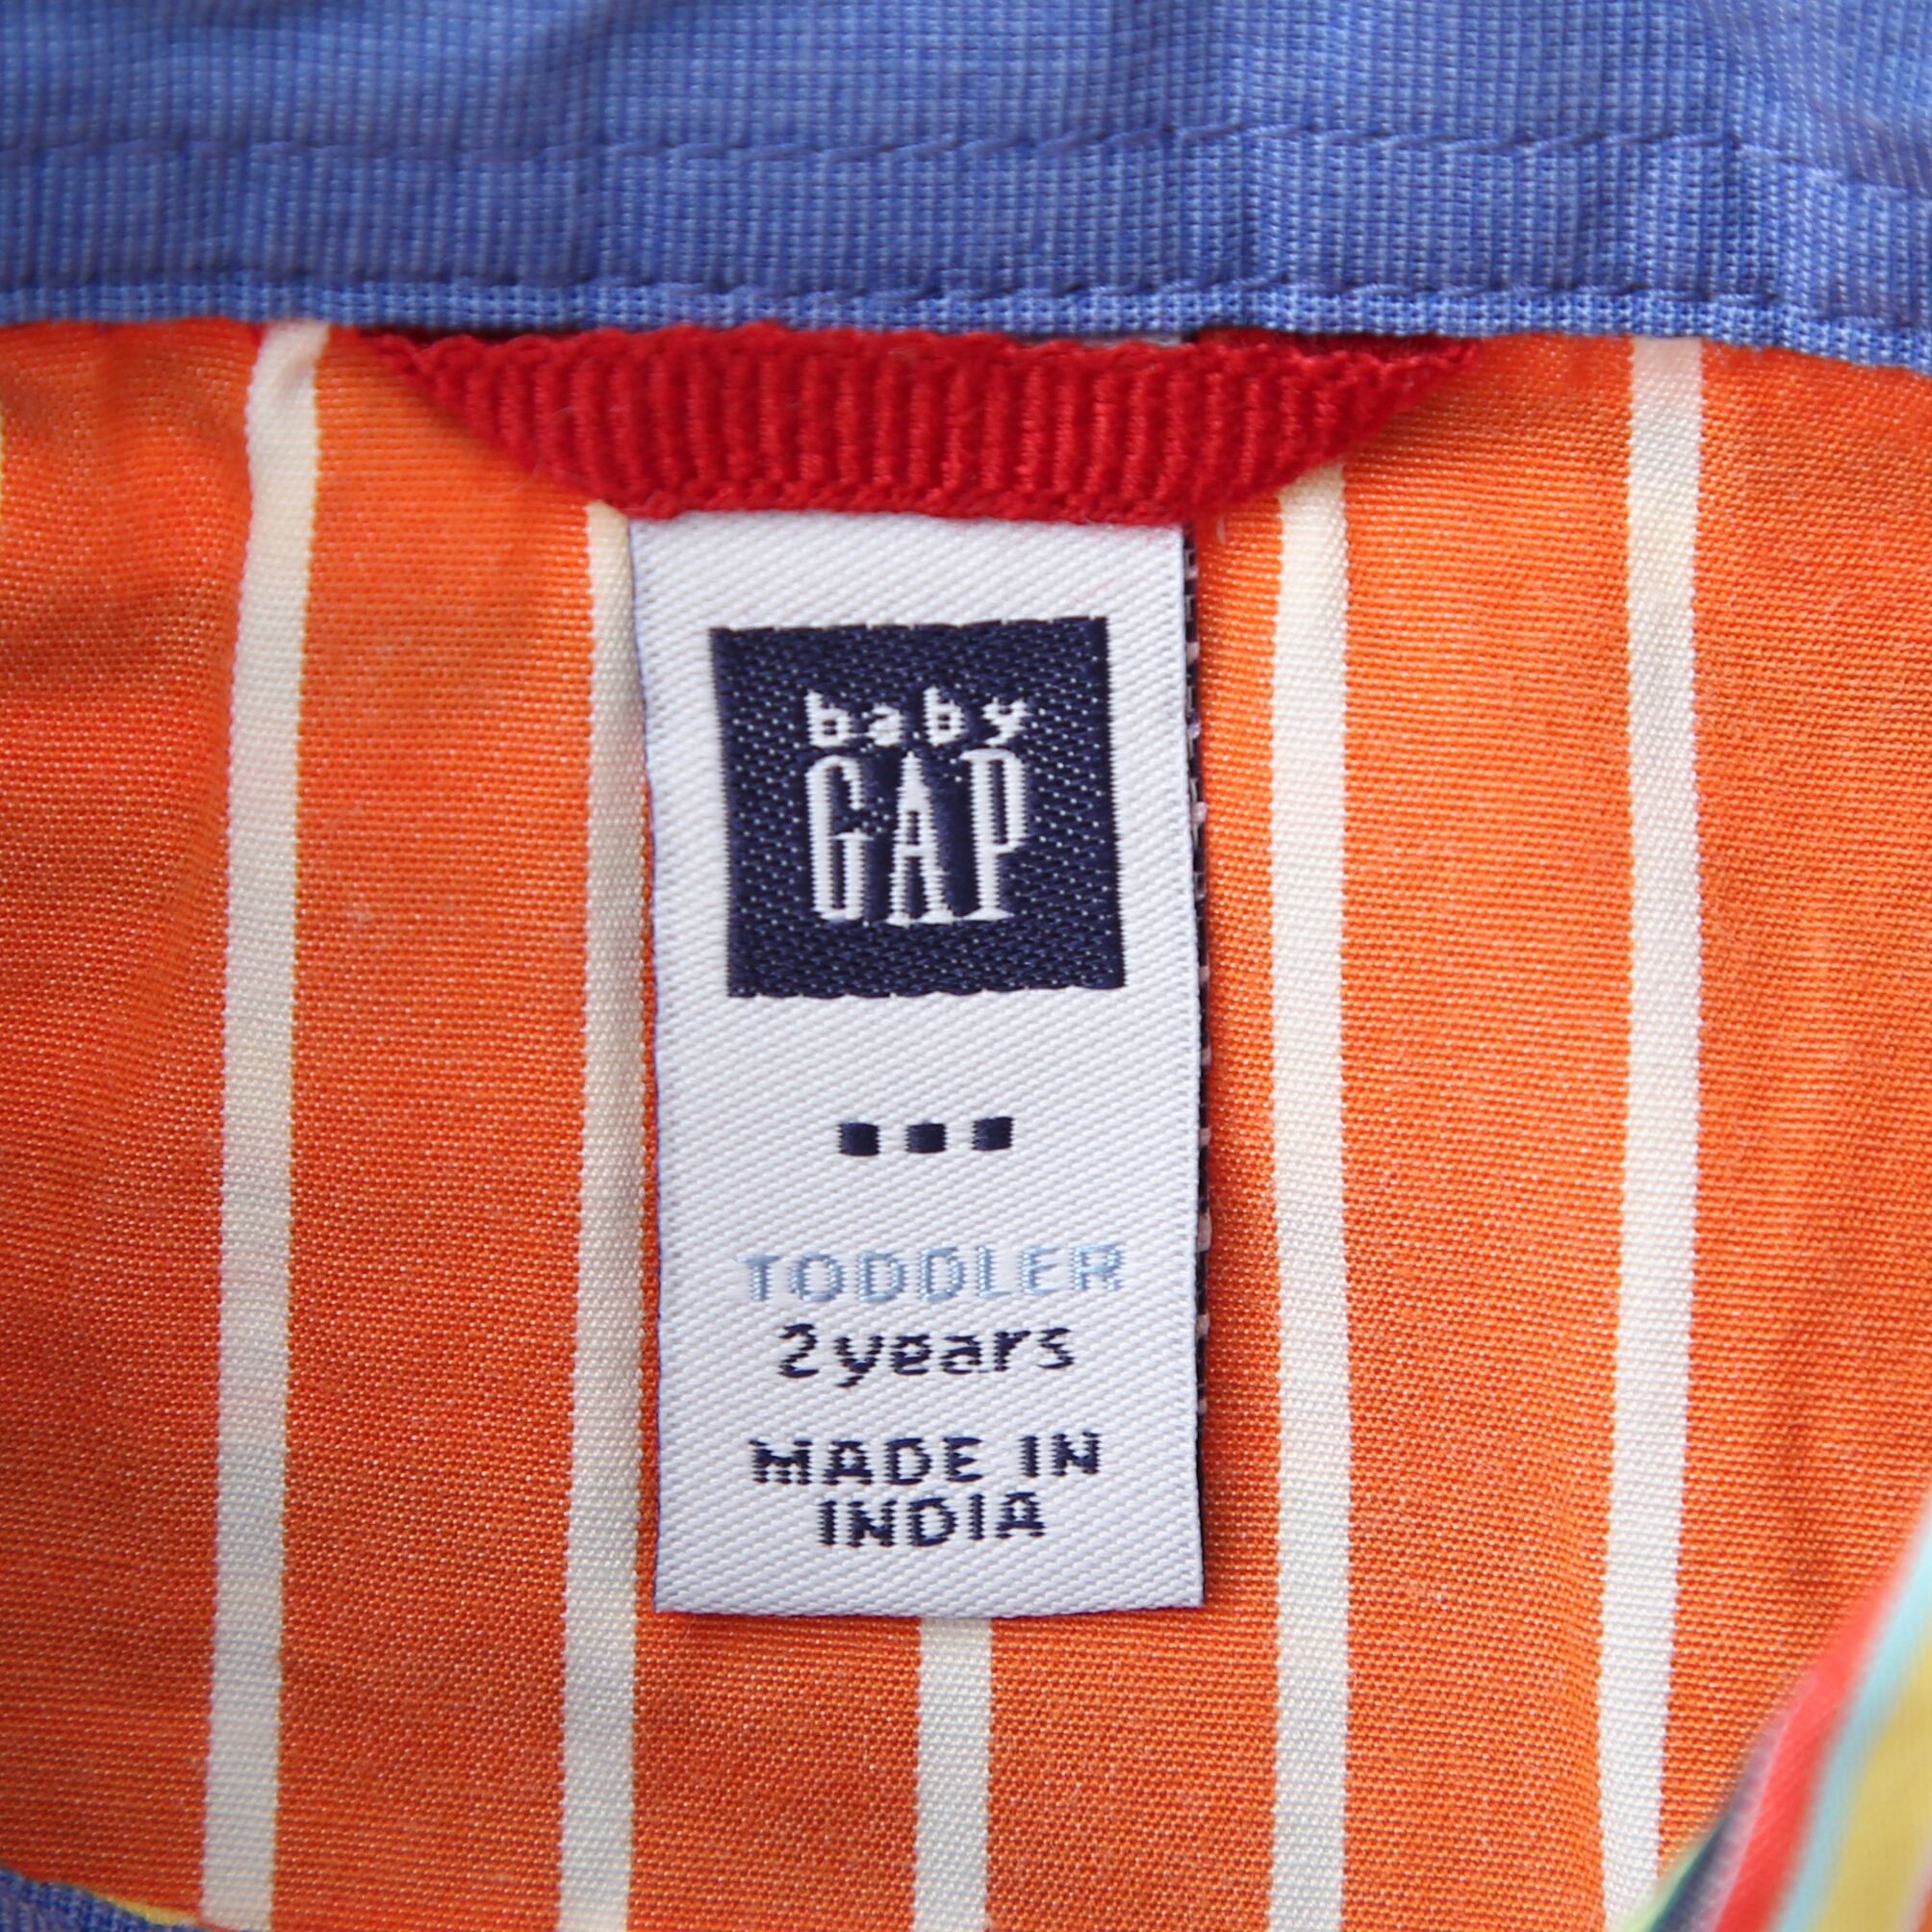 baby
GAP
TODDLER
2years
MADE IN
INDIA